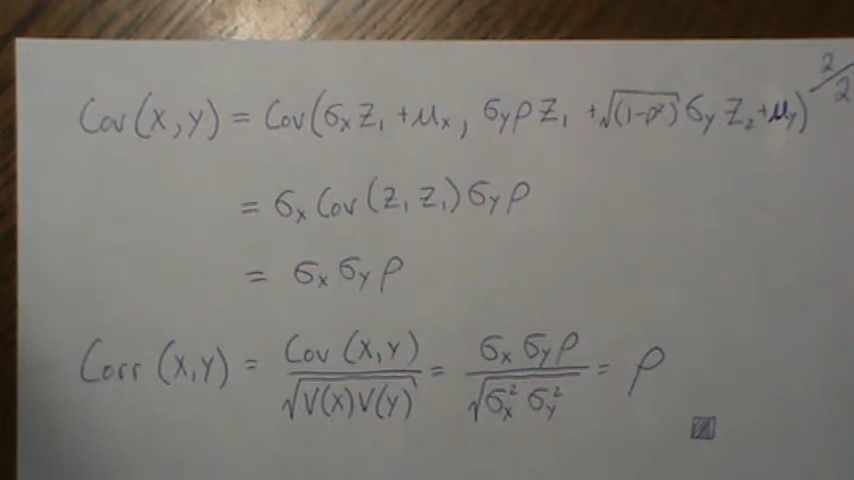 2/2
Cov(X,Y) = Cov(σ_X Z_1 + μ_X, σ_Y ρ Z_1 + √(1-ρ²) σ_Y Z_2 + μ_Y)
= σ_X Cov(Z_1 Z_1) σ_Y ρ
= σ_X σ_Y ρ
Corr(X,Y) = Cov(X,Y) / √V(X)V(Y) = σ_X σ_Y ρ / √σ_X² σ_Y² = ρ